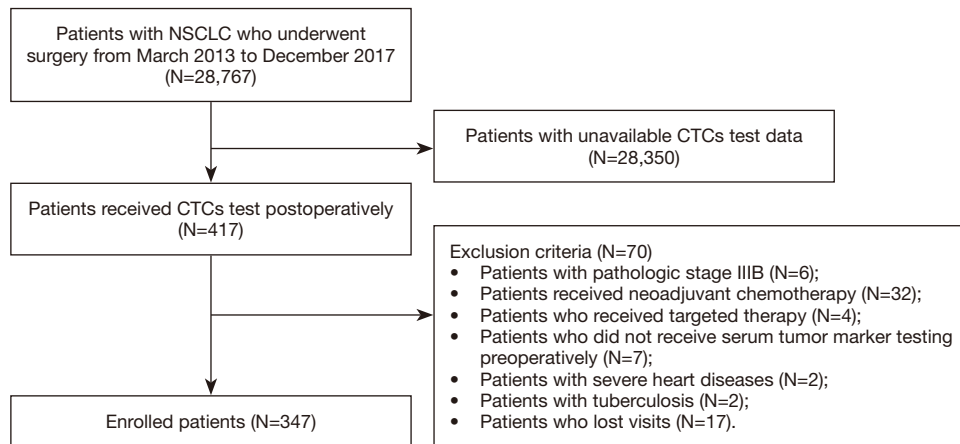 Patients with NSCLC who underwent
surgery from March 2013 to December 2017
(N=28,767)
Patients with unavailable CTCs test data
(N=28,350)
Patients received CTCs test postoperatively
(N=417)
Exclusion criteria (N=70)
• Patients with pathologic stage IIIB (N=6);
• Patients received neoadjuvant chemotherapy (N=32);
• Patients who received targeted therapy (N=4);
• Patients who did not receive serum tumor marker testing
preoperatively (N=7);
• Patients with severe heart diseases (N=2);
• Patients with tuberculosis (N=2);
• Patients who lost visits (N=17).
Enrolled patients (N=347)